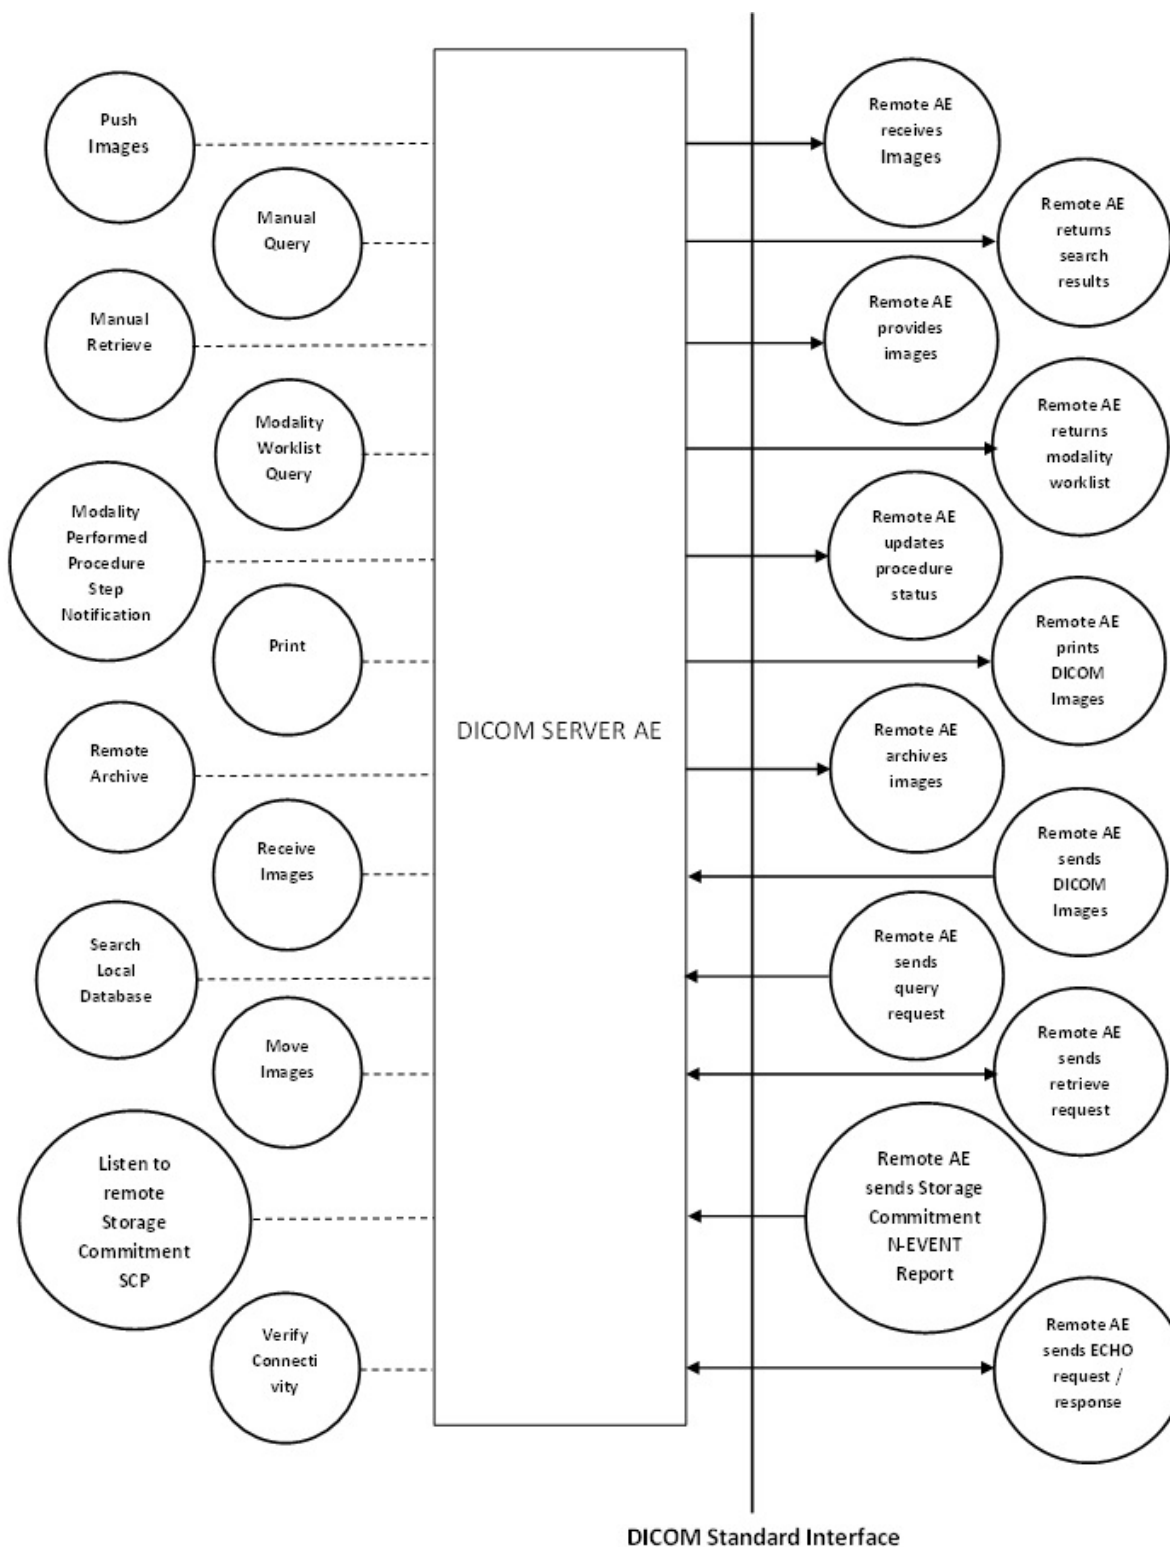 Push
Images
Remote AE
receives
Images
Manual
Query
Remote AE
returns
search
results
Manual
Retrieve
Remote AE
provides
images
Modality
Worklist
Query
Remote AE
returns
modality
worklist
Modality
Performed
Procedure
Step
Notification
Remote AE
updates
procedure
status
Print
Remote AE
prints
DICOM
Images
DICOM SERVER AE
Remote
Archive
Remote AE
archives
images
Receive
Images
Remote AE
sends
DICOM
Images
Search
Local
Database
Remote AE
sends
query
request
Move
Images
Remote AE
sends
retrieve
request
Listen to
remote
Storage
Commitment
SCP
Remote AE
sends Storage
Commitment
N-EVENT
Report
Verify
Connecti
vity
Remote AE
sends ECHO
request /
response
DICOM Standard Interface